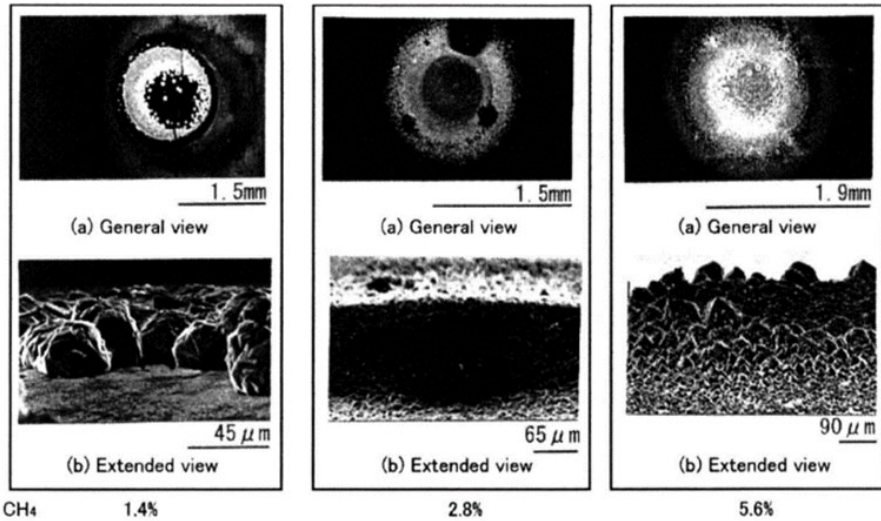 1.5mm
(a) General view
45 μm
(b) Extended view
1.5mm
(a) General view
65 μm
(b) Extended view
1.9mm
(a) General view
90 μm
(b) Extended view
CH₄ 1.4% 2.8% 5.6%